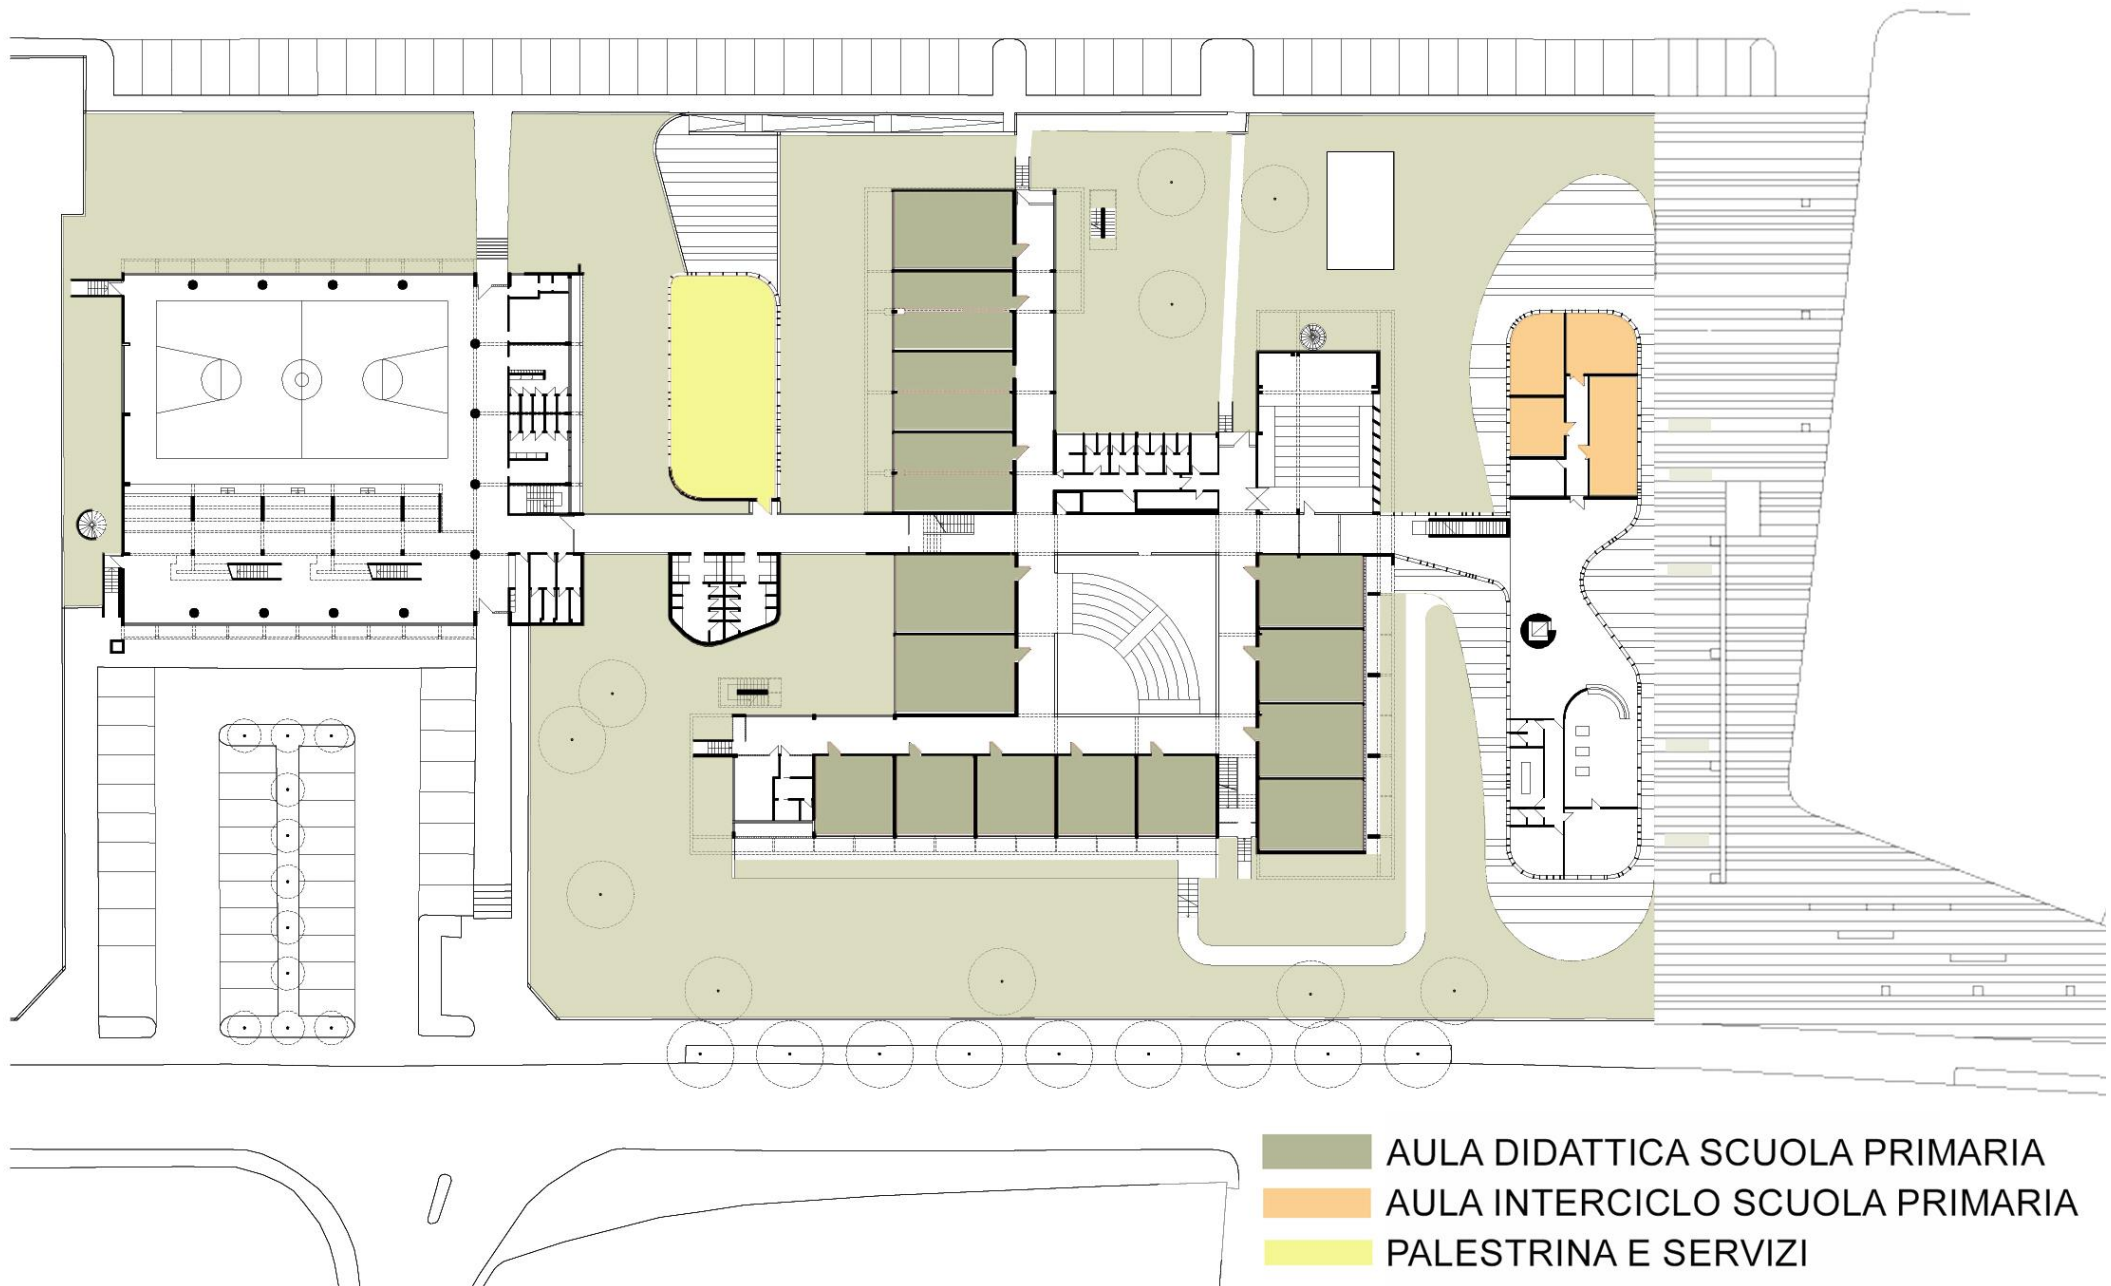 AULA DIDATTICA SCUOLA PRIMARIA
AULA INTERCICLO SCUOLA PRIMARIA
PALESTRINA E SERVIZI